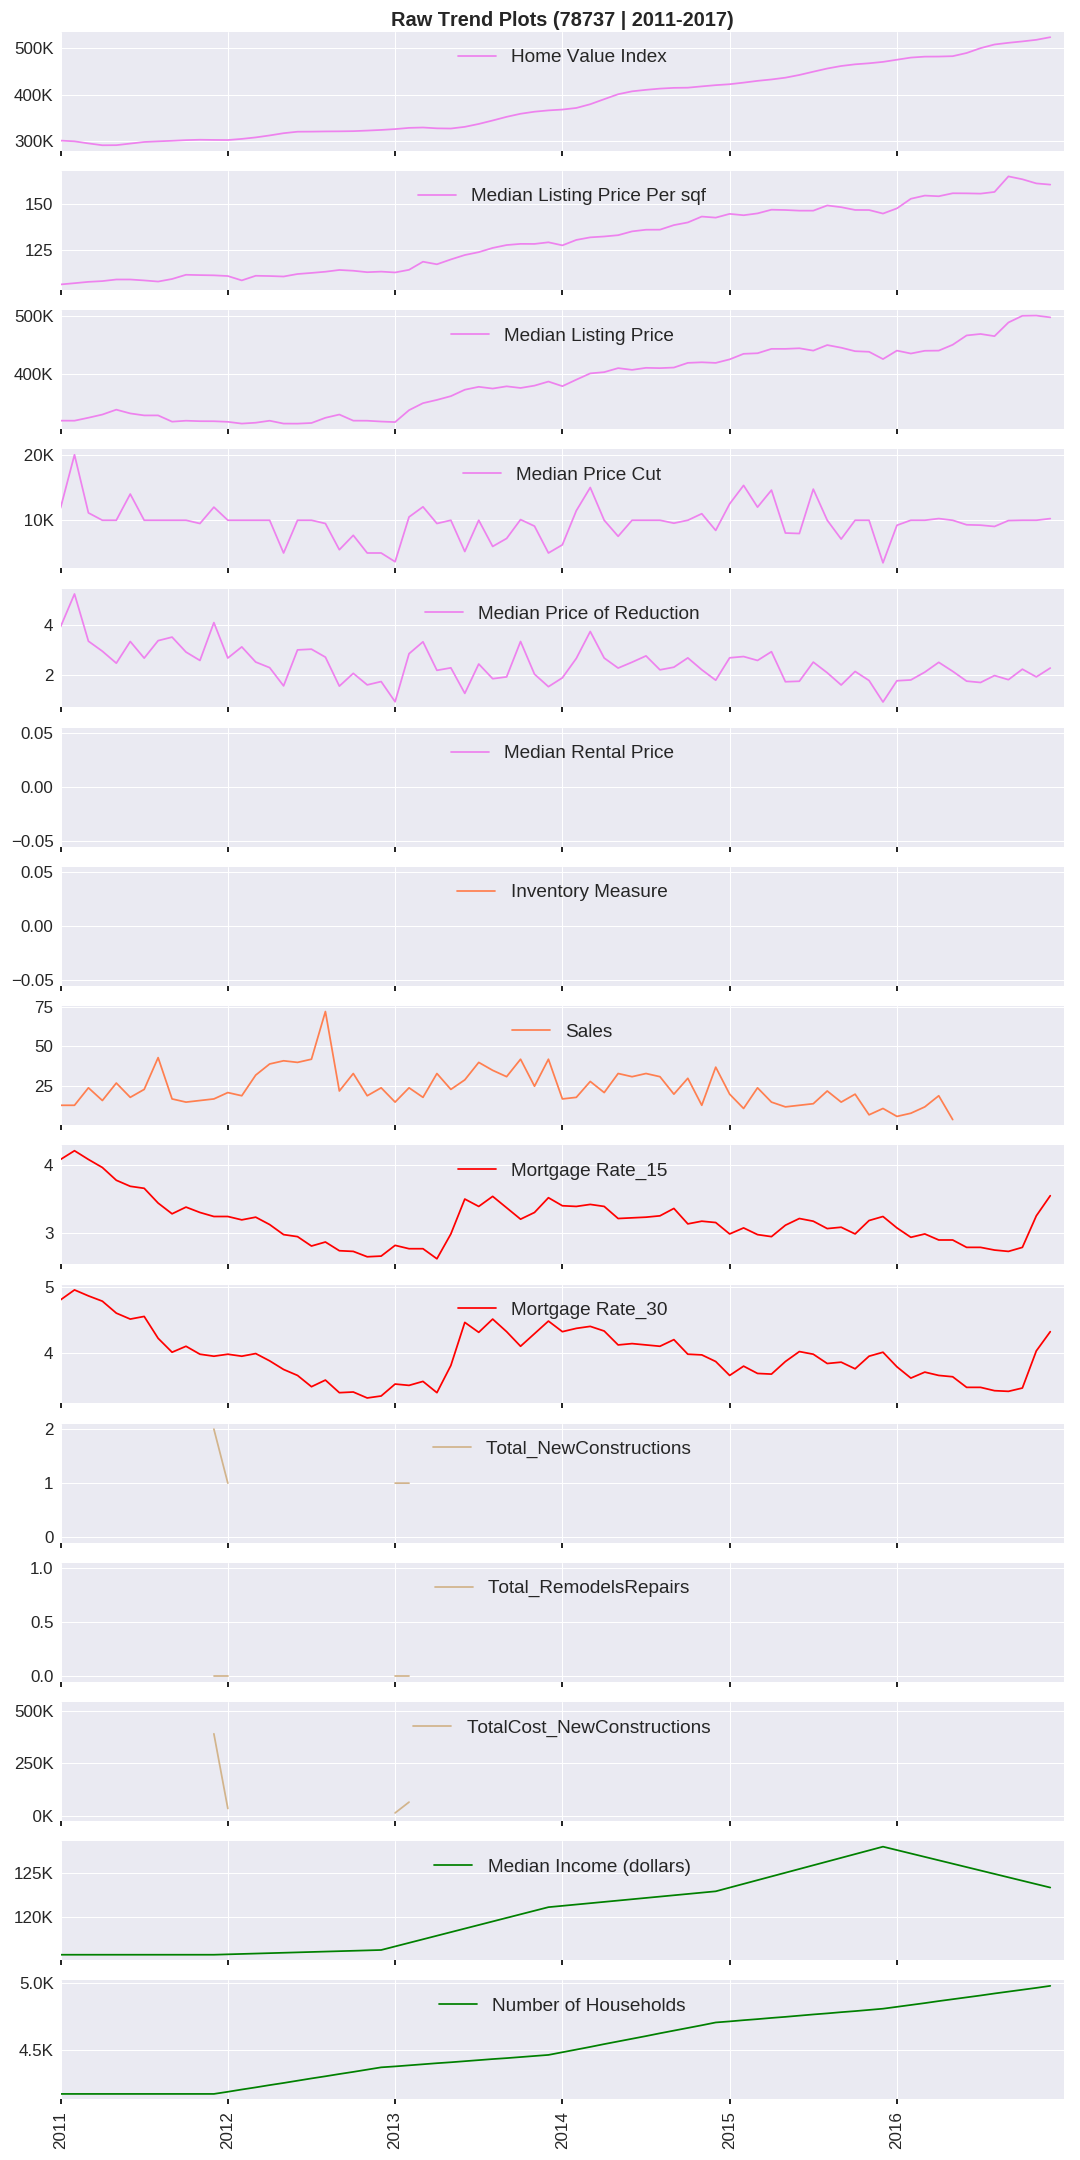 Raw Trend Plots (78737 | 2011-2017)
Home Value Index
500K
400K
300K
Median Listing Price Per sqf
150
125
Median Listing Price
500K
400K
Median Price Cut
20K
10K
Median Price of Reduction
4
2
Median Rental Price
0.05
0.00
−0.05
Inventory Measure
0.05
0.00
−0.05
Sales
75
50
25
Mortgage Rate_15
4
3
Mortgage Rate_30
5
4
Total_NewConstructions
2
1
0
Total_RemodelsRepairs
1.0
0.5
0.0
TotalCost_NewConstructions
500K
250K
0K
Median Income (dollars)
125K
120K
Number of Households
5.0K
4.5K
2011
2012
2013
2014
2015
2016